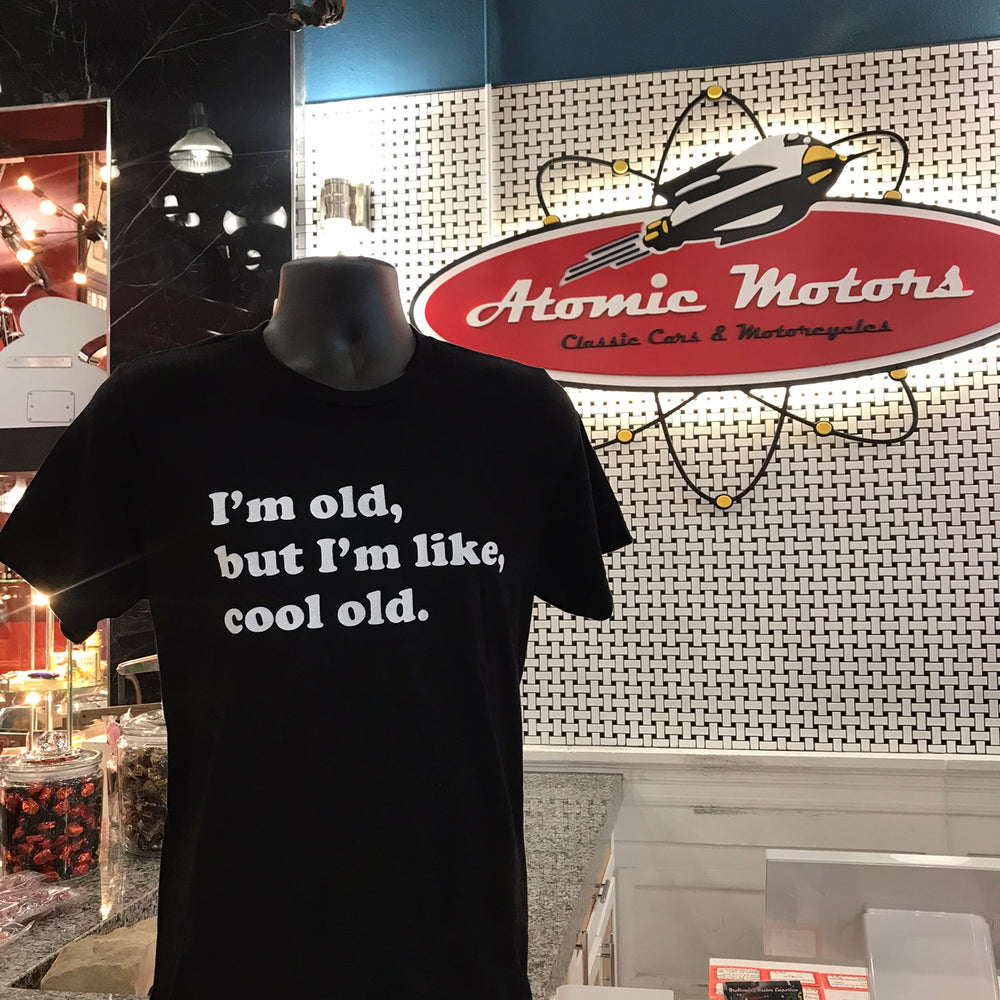 Atomic Motors
Classic Cars & Motorcycles
I'm old,
but I'm like,
cool old.